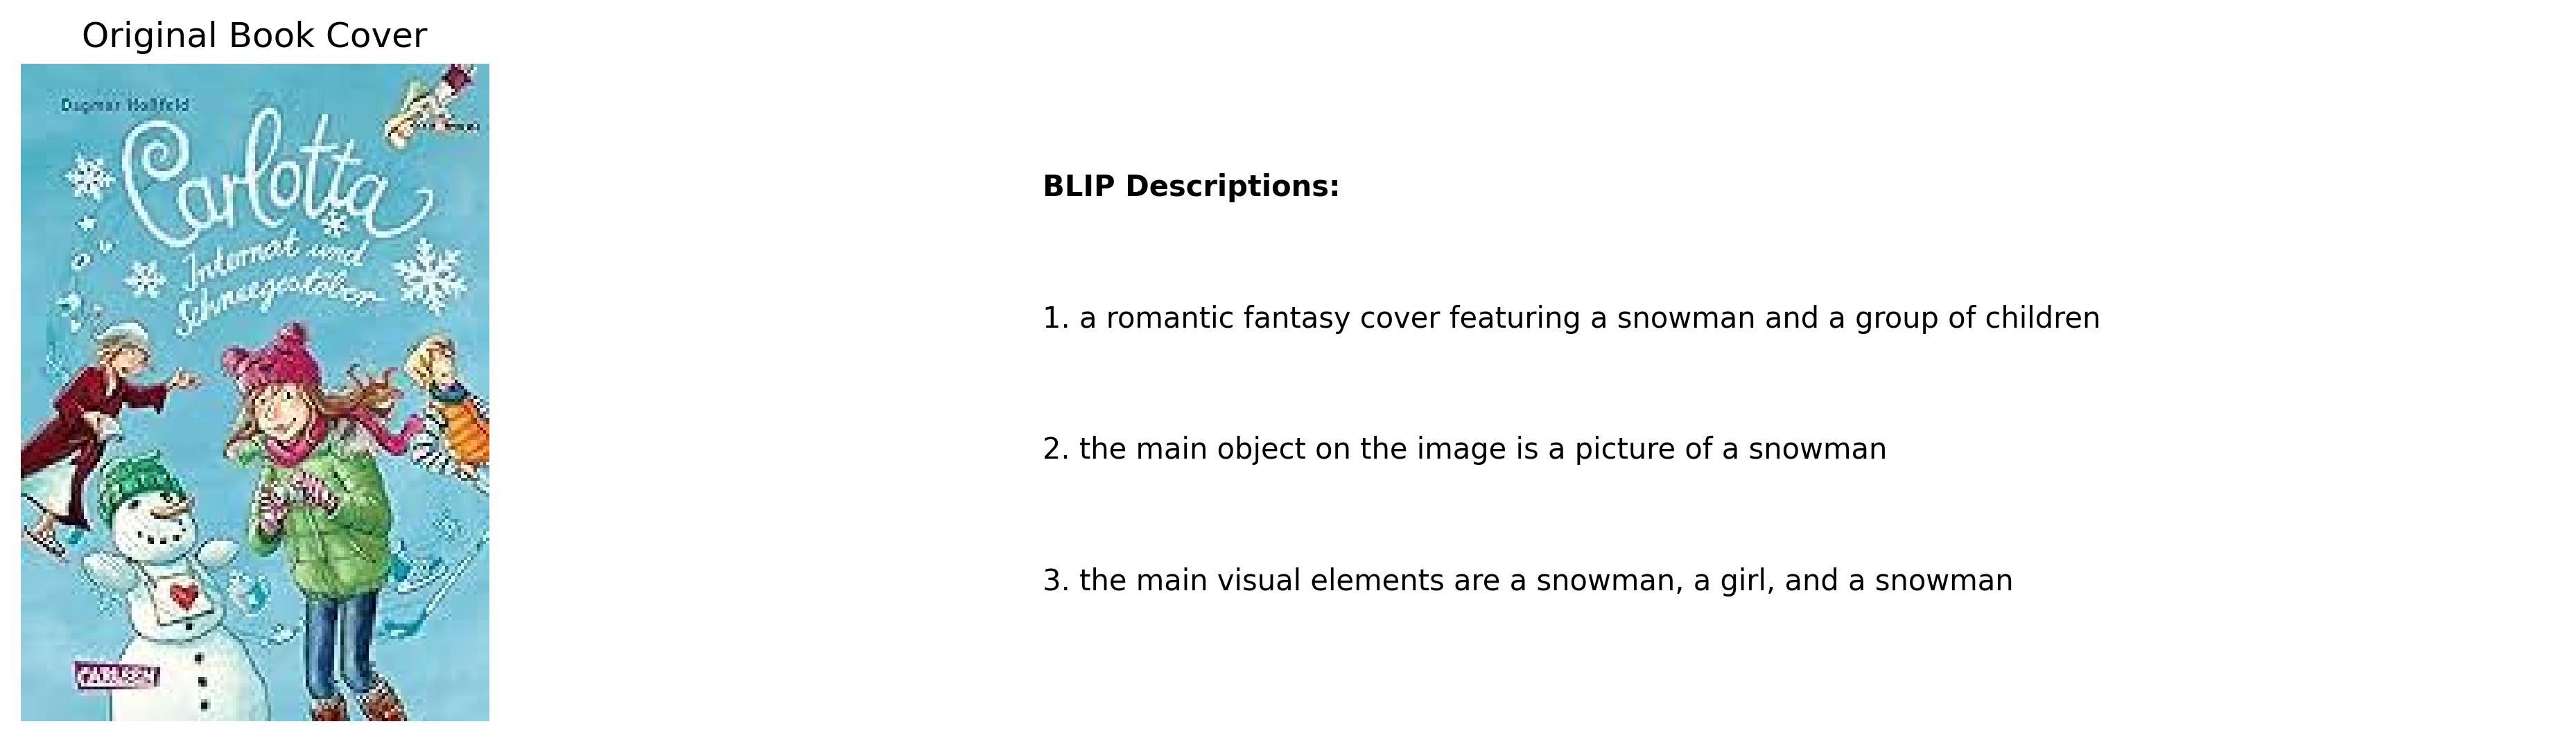 Original Book Cover
Dagmar Hoßfeld
Carlotta
Internat und
Schneegestöber
CARLSEN
BLIP Descriptions:
1. a romantic fantasy cover featuring a snowman and a group of children
2. the main object on the image is a picture of a snowman
3. the main visual elements are a snowman, a girl, and a snowman